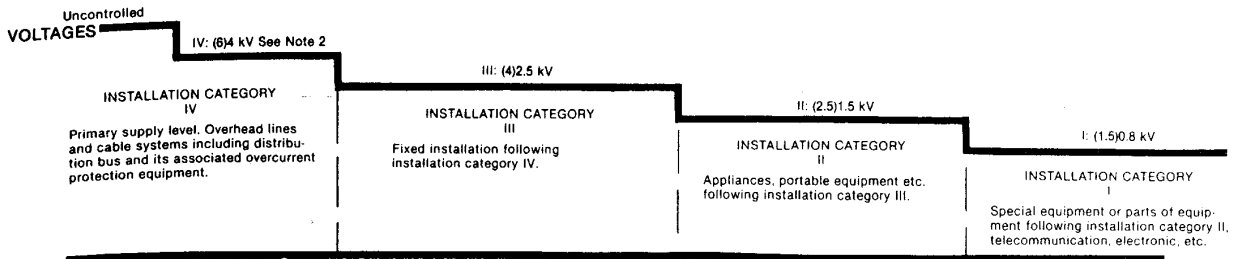 Uncontrolled
VOLTAGES
IV: (6)4 kV See Note 2
III: (4)2.5 kV
II: (2.5)1.5 kV
I: (1.5)0.8 kV
INSTALLATION CATEGORY
IV
Primary supply level. Overhead lines
and cable systems including distribu-
tion bus and its associated overcurrent
protection equipment.
INSTALLATION CATEGORY
III
Fixed installation following
installation category IV.
INSTALLATION CATEGORY
II
Appliances, portable equipment etc.
following installation category III.
INSTALLATION CATEGORY
I
Special equipment or parts of equip-
ment following installation category II,
telecommunication, electronic, etc.